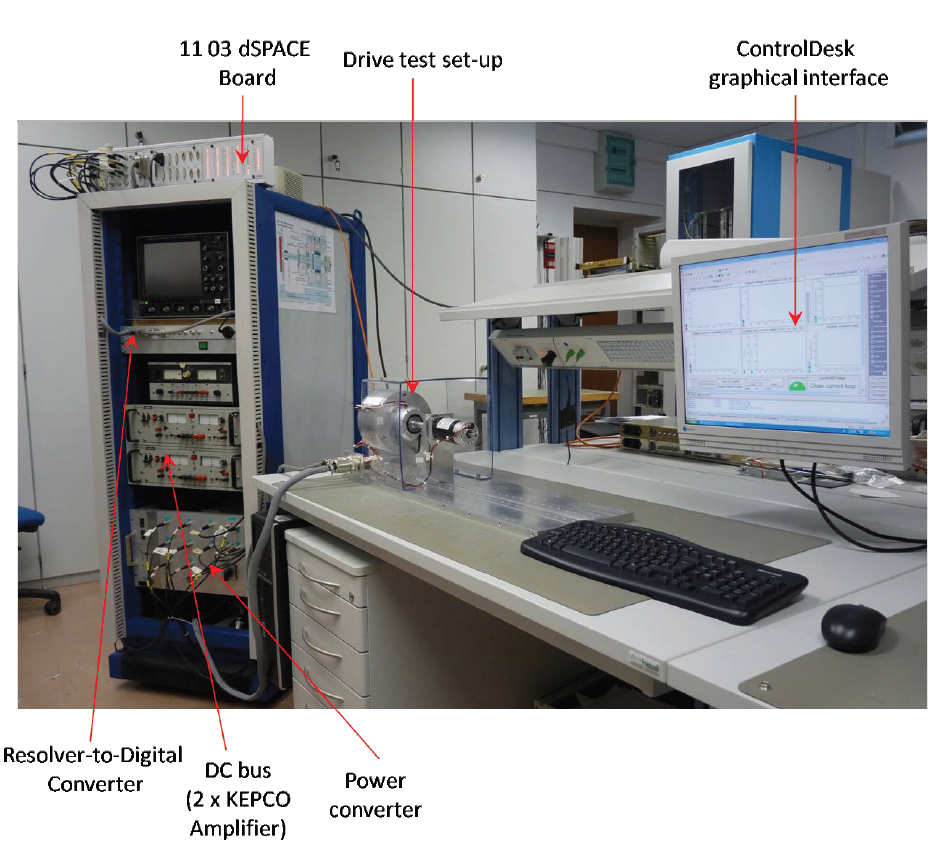 11 03 dSPACE
Board
Drive test set-up
ControlDesk
graphical interface
Close current loop
Resolver-to-Digital
Converter
DC bus
(2 x KEPCO
Amplifier)
Power
converter